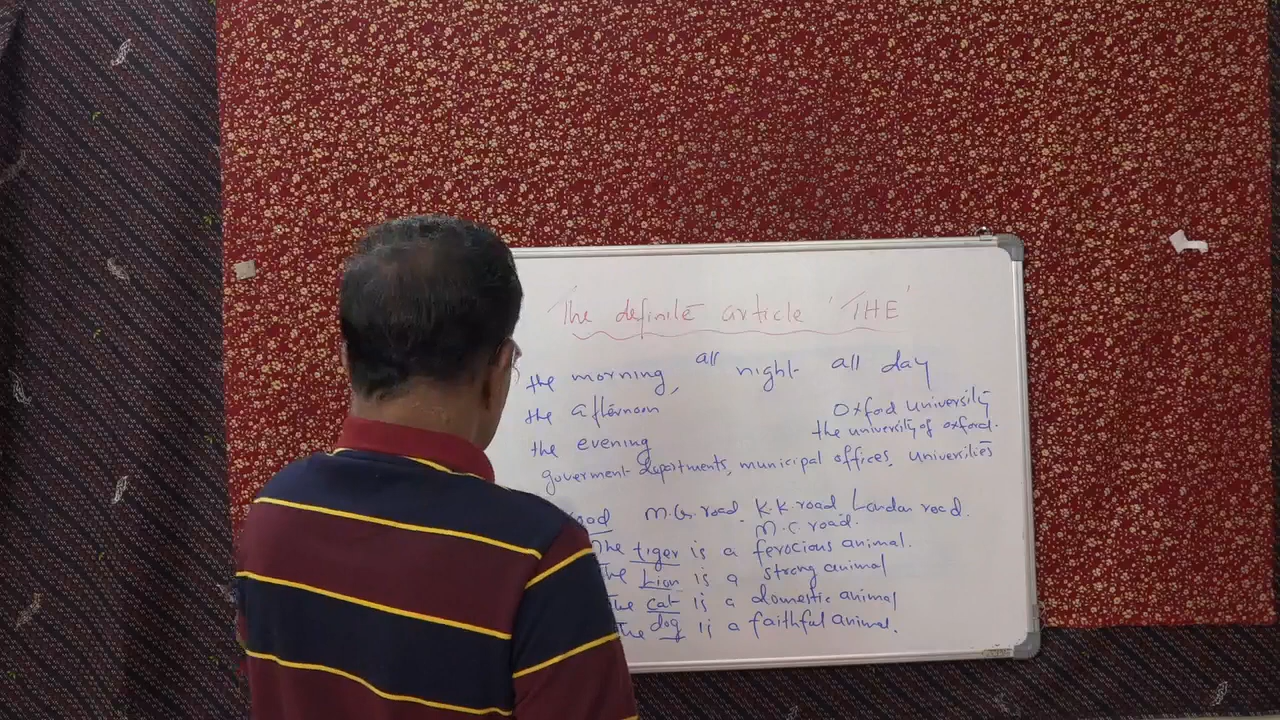 The definite article 'THE'
the morning, all night all day
the afternoon
Oxford University
the university of oxford.
the evening
goverment departments, municipal offices, universities
road M.G. road K.K. road London road.
M.C. road.
The tiger is a ferocious animal.
The Lion is a strong animal
The cat is a domestic animal
The dog is a faithful animal.